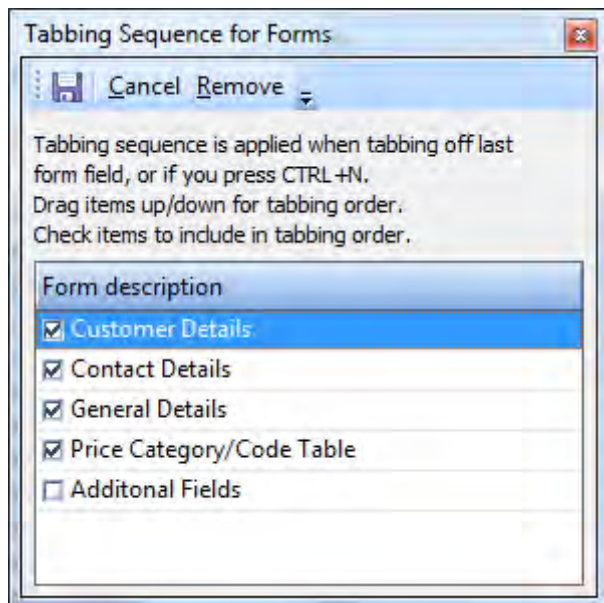 Tabbing Sequence for Forms
Cancel Remove
Tabbing sequence is applied when tabbing off last
form field, or if you press CTRL+N.
Drag items up/down for tabbing order.
Check items to include in tabbing order.
Form description
Customer Details
Contact Details
General Details
Price Category/Code Table
Additonal Fields